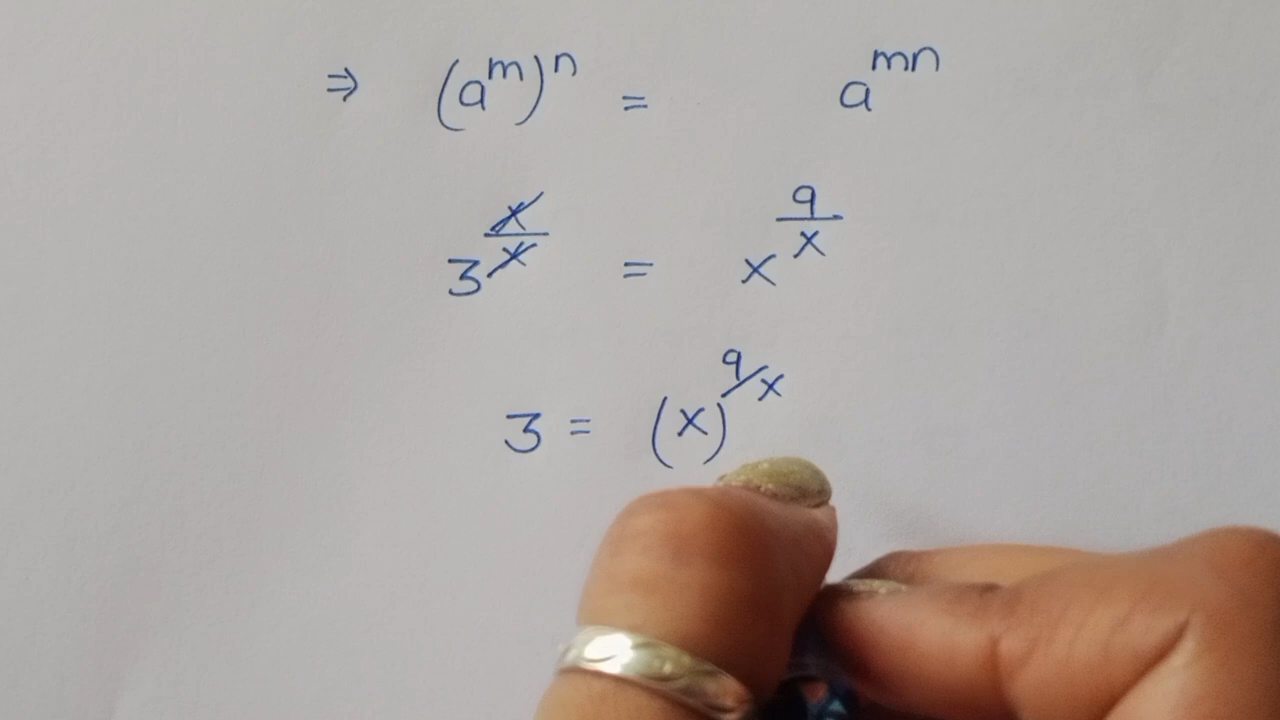 ⇒ (a^m)^n = a^{mn}
3^{x/x} = x^{9/x}
3 = (x)^{9/x}